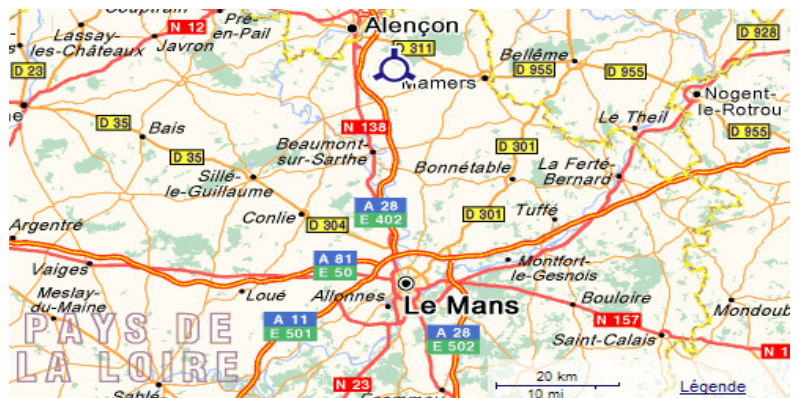 N 12
Pré-
en-Pail
Alençon
Lassay-
les-Châteaux
Javron
D 311
Bellême
D 928
D 23
D 955
D 955
Mamers
Nogent-
le-Rotrou
D 35
Bais
N 138
Le Theil
D 955
Beaumont-
sur-Sarthe
D 301
D 35
Bonnétable
La Ferté-
Bernard
Sillé-
le-Guillaume
A 28
E 402
Conlie
D 304
D 301
Tuffé
Argentré
A 81
E 50
Montfort-
le-Gesnois
Vaiges
Loué
Allonnes
Le Mans
Bouloire
Meslay-
du-Maine
Mondoub
PAYS DE
LA LOIRE
A 11
E 501
A 28
E 502
N 157
Saint-Calais
N 1
N 23
Sablé-
20 km
10 mi
Légende